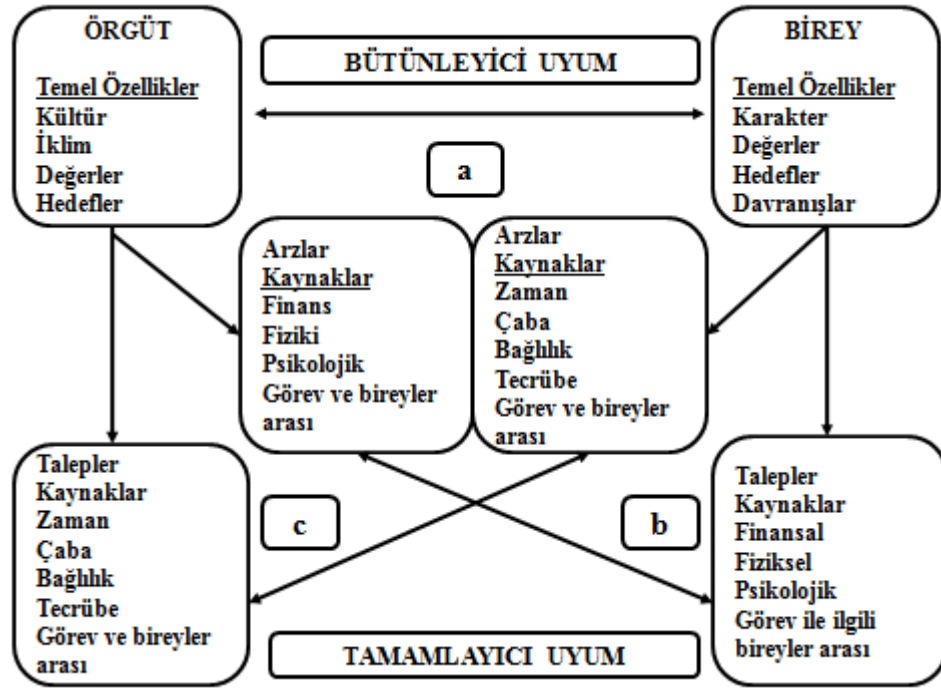 ÖRGÜT
Temel Özellikler
Kültür
İklim
Değerler
Hedefler
BÜTÜNLEYİCİ UYUM
a
BİREY
Temel Özellikler
Karakter
Değerler
Hedefler
Davranışlar
Arzlar
Kaynaklar
Finans
Fiziki
Psikolojik
Görev ve bireyler
arası
Arzlar
Kaynaklar
Zaman
Çaba
Bağlılık
Tecrübe
Görev ve bireyler
arası
Talepler
Kaynaklar
Zaman
Çaba
Bağlılık
Tecrübe
Görev ve bireyler
arası
c
b
Talepler
Kaynaklar
Finansal
Fiziksel
Psikolojik
Görev ile ilgili
bireyler arası
TAMAMLAYICI UYUM